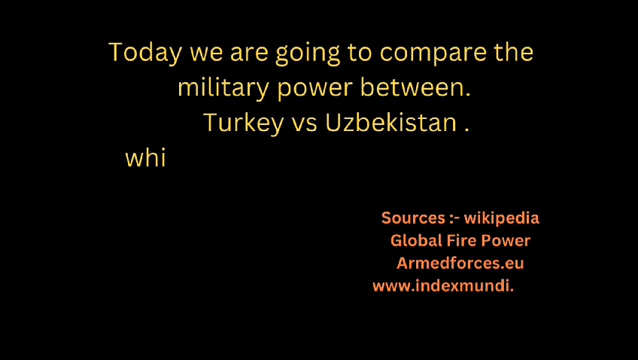 Today we are going to compare the
military power between.
Turkey vs Uzbekistan .
whi
Sources :- wikipedia
Global Fire Power
Armedforces.eu
www.indexmundi.